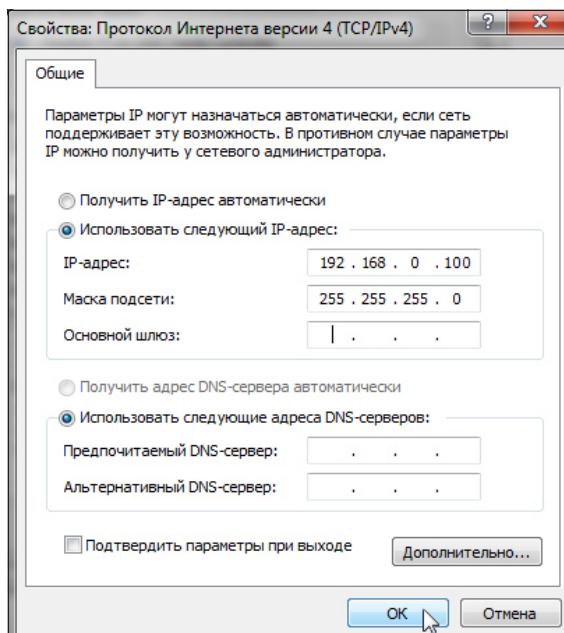 Свойства: Протокол Интернета версии 4 (TCP/IPv4)
Общие
Параметры IP могут назначаться автоматически, если сеть
поддерживает эту возможность. В противном случае параметры
IP можно получить у сетевого администратора.
Получить IP-адрес автоматически
Использовать следующий IP-адрес:
IP-адрес: 192 . 168 . 0 . 100
Маска подсети: 255 . 255 . 255 . 0
Основной шлюз: . . .
Получить адрес DNS-сервера автоматически
Использовать следующие адреса DNS-серверов:
Предпочитаемый DNS-сервер: . . .
Альтернативный DNS-сервер: . . .
Подтвердить параметры при выходе
Дополнительно...
ОК
Отмена